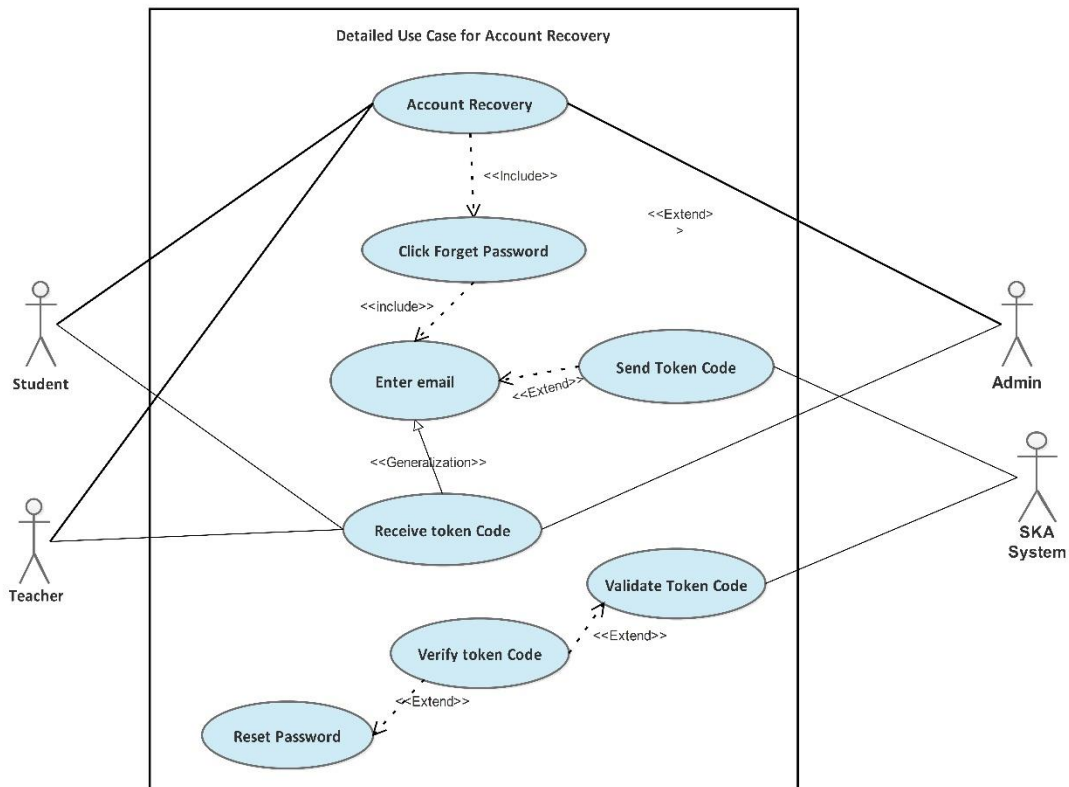 Detailed Use Case for Account Recovery
Account Recovery
<<Include>>
<<Extend>
>
Click Forget Password
<<include>>
Student
Admin
Enter email
Send Token Code
<<Extend>>
<<Generalization>>
Receive token Code
SKA
System
Teacher
Validate Token Code
<<Extend>>
Verify token Code
<<Extend>>
Reset Password